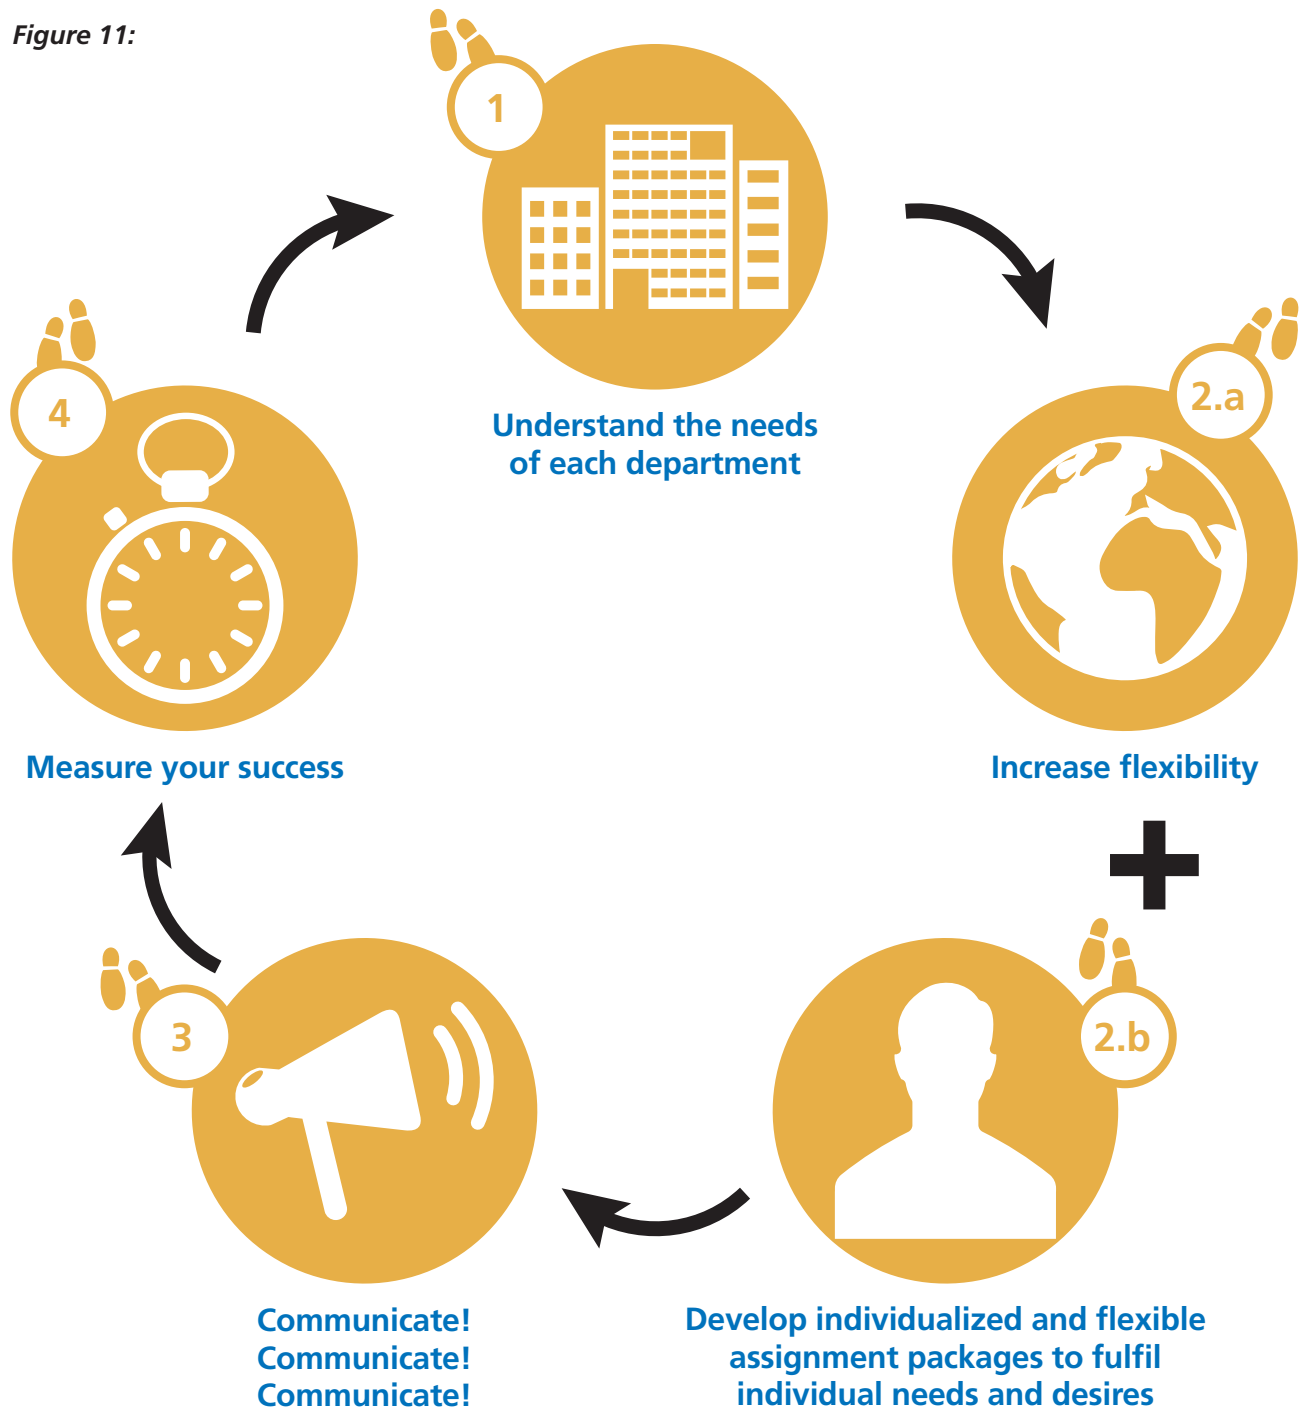 Figure 11:
1
Understand the needs
of each department
2.a
Increase flexibility
2.b
Develop individualized and flexible
assignment packages to fulfil
individual needs and desires
3
Communicate!
Communicate!
Communicate!
4
Measure your success